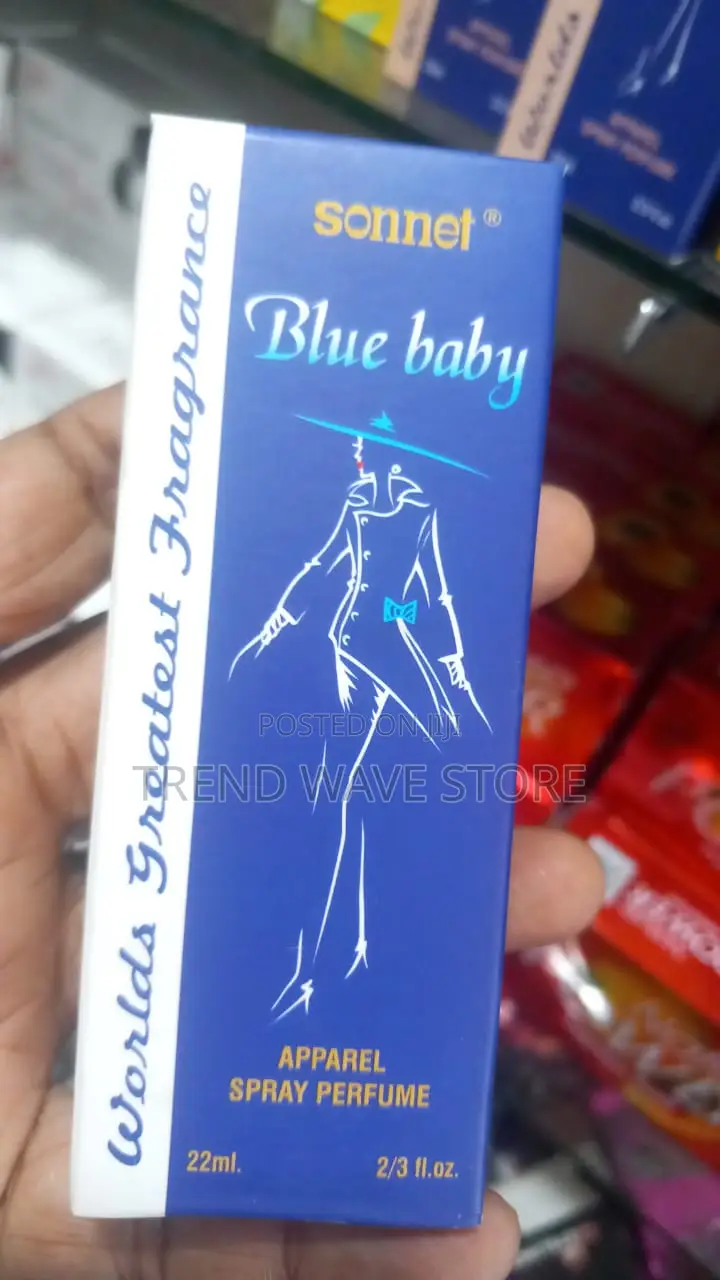 sonnet ®
Blue baby
Worlds Greatest Fragrance
POSTED ON JIJI
TREND WAVE STORE
APPAREL
SPRAY PERFUME
22ml.
2/3 fl.oz.